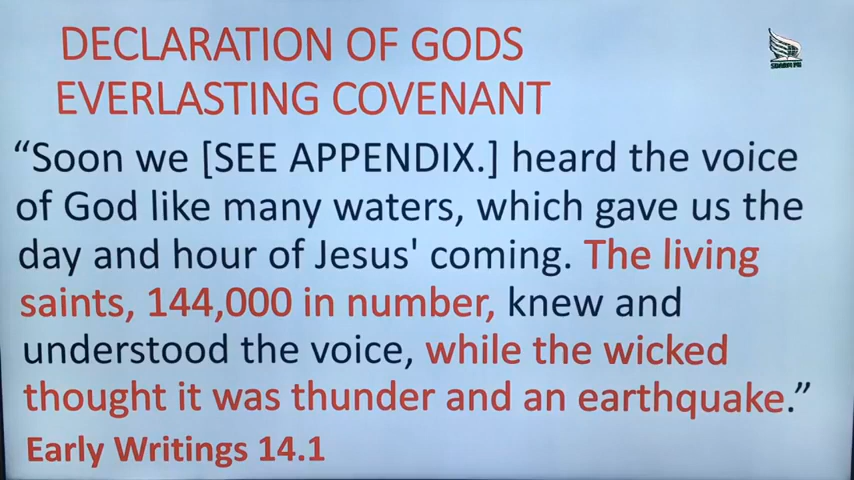 DECLARATION OF GODS
EVERLASTING COVENANT
SDARM PG
“Soon we [SEE APPENDIX.] heard the voice
of God like many waters, which gave us the
day and hour of Jesus' coming. The living
saints, 144,000 in number, knew and
understood the voice, while the wicked
thought it was thunder and an earthquake.”
Early Writings 14.1